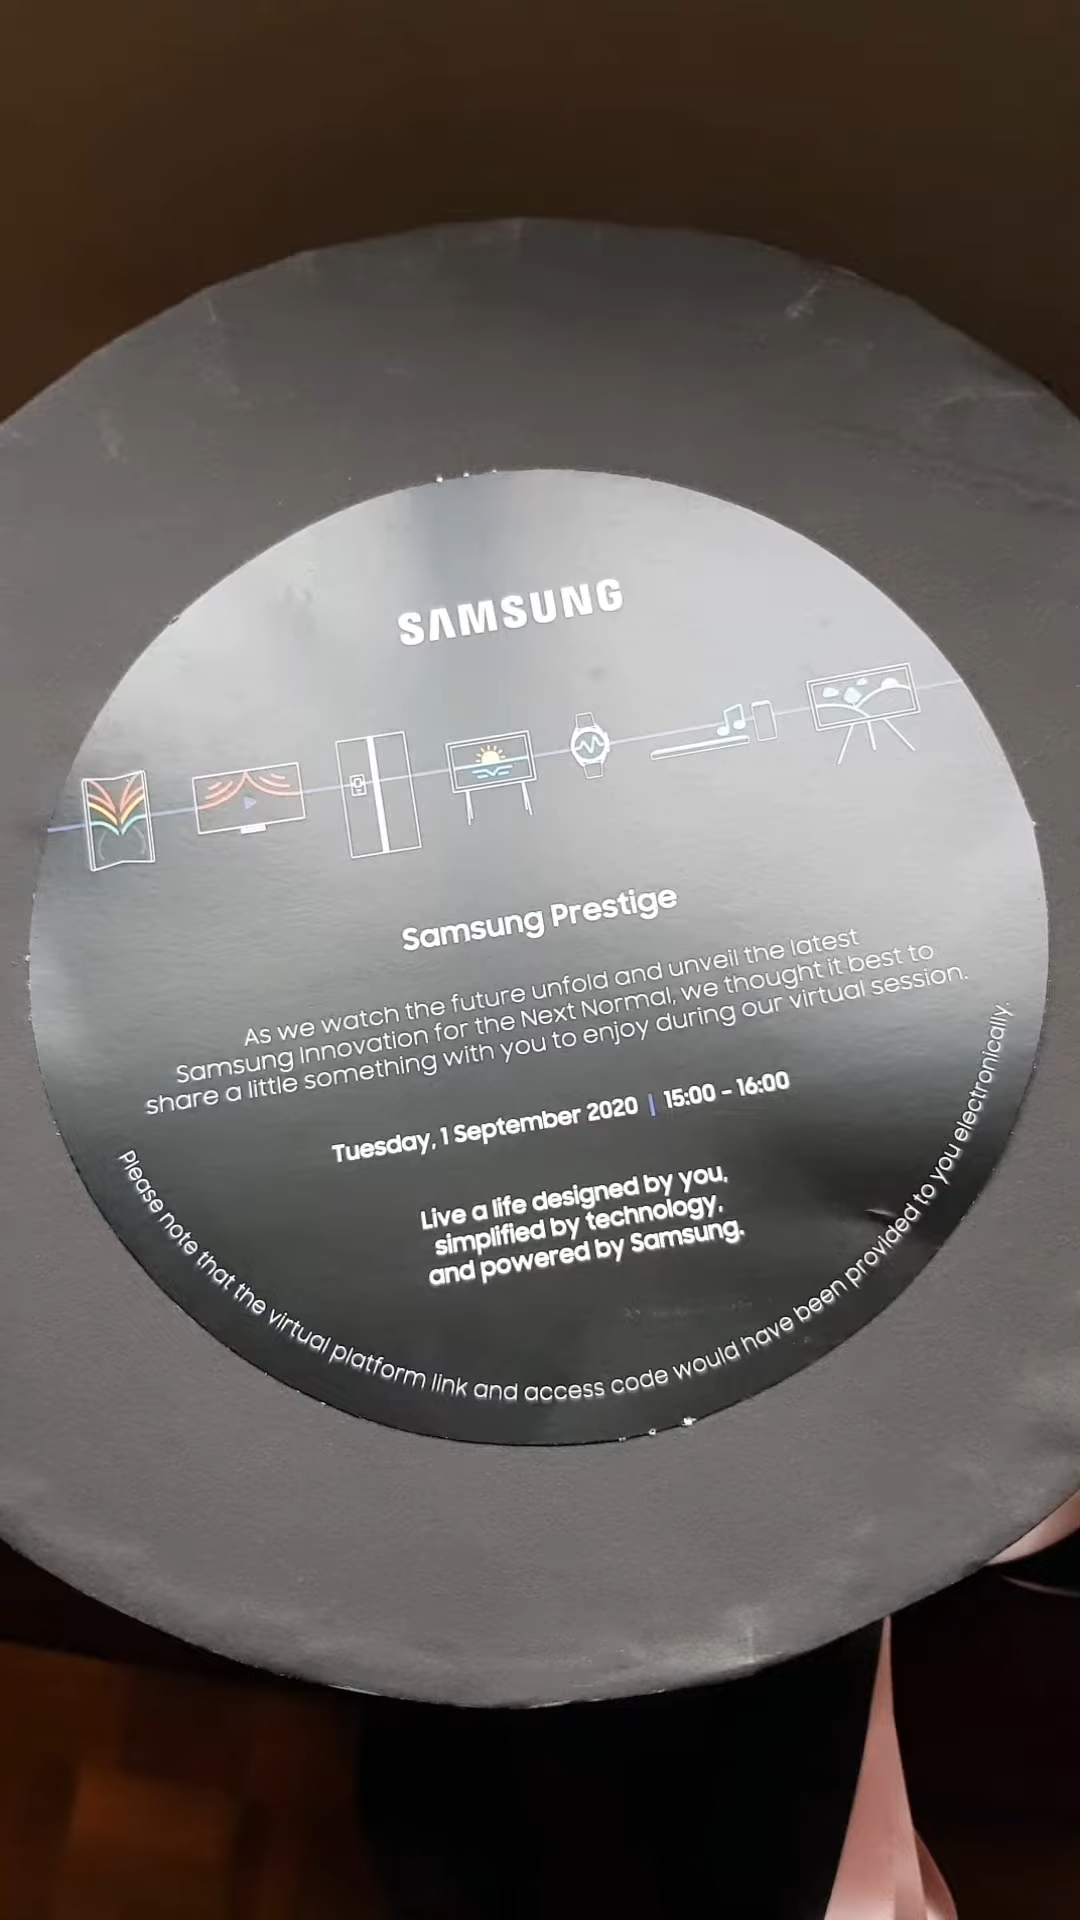 SAMSUNG
Samsung Prestige
As we watch the future unfold and unveil the latest
Samsung Innovation for the Next Normal, we thought it best to
share a little something with you to enjoy during our virtual session.
Tuesday, 1 September 2020 | 15:00 - 16:00
Live a life designed by you,
simplified by technology,
and powered by Samsung.
Please note that the virtual platform link and access code would have been provided to you electronically.